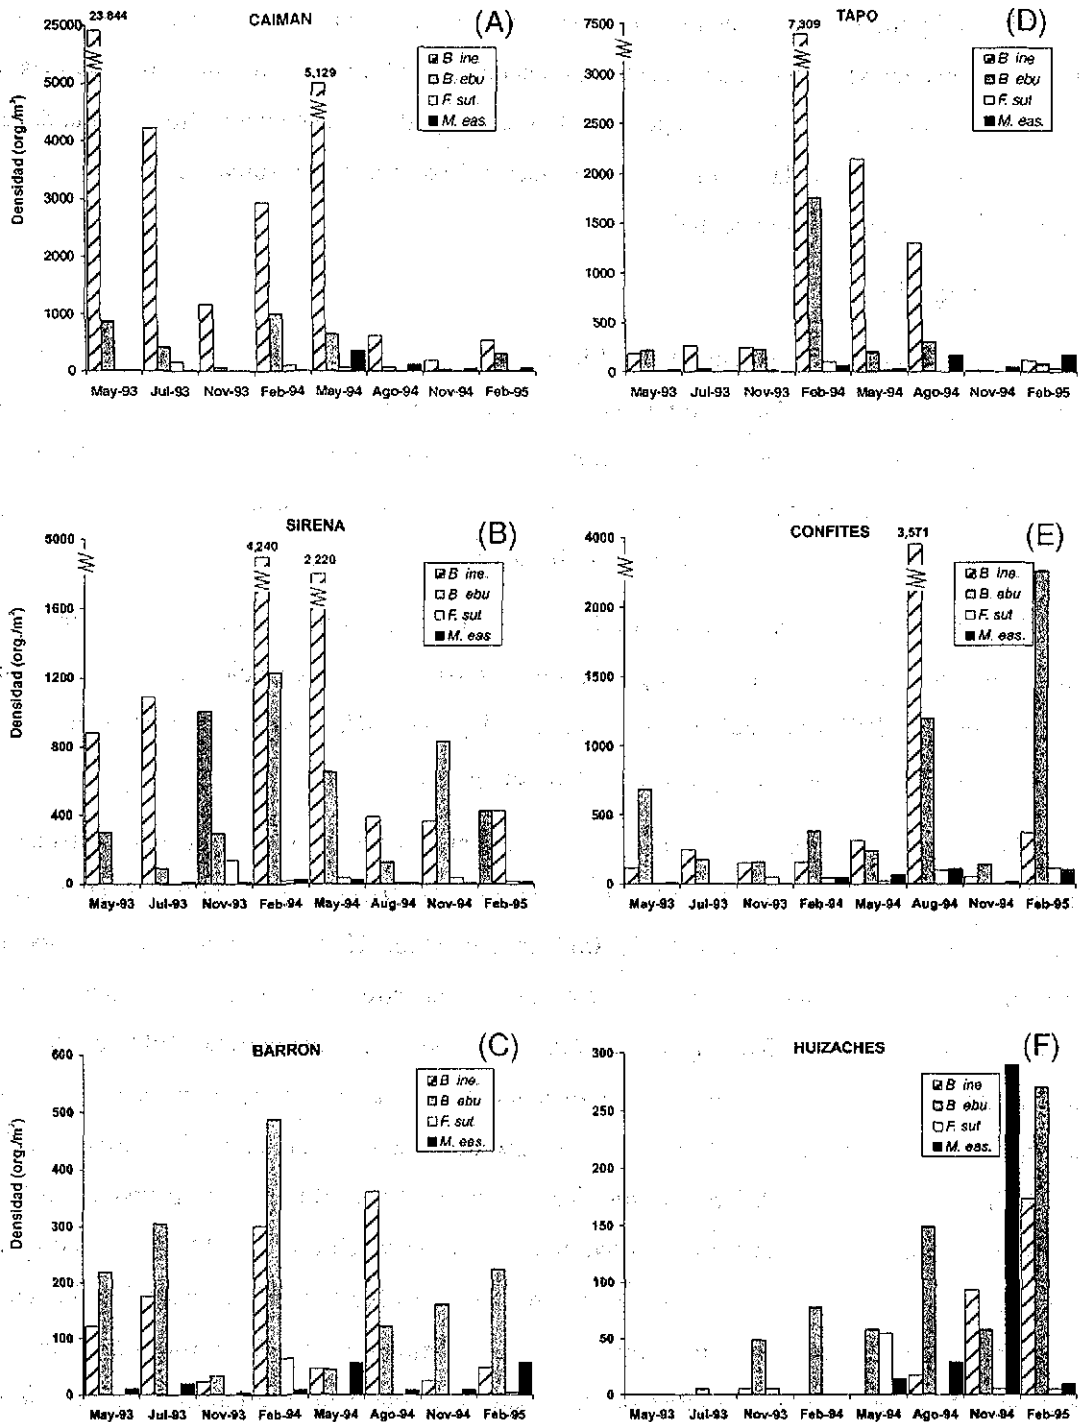 CAIMAN
(A)
23.844
5,129
B ine
B. ebu
F. sut
M. eas.
Densidad (org./m²)
25000
5000
4000
3000
2000
1000
0
May-93 Jul-93 Nov-93 Feb-94 May-94 Ago-94 Nov-94 Feb-95
TAPO
(D)
7,309
B ine
B. ebu
F. sut
M. eas.
7500
3000
2500
2000
1500
1000
500
0
May-93 Jul-93 Nov-93 Feb-94 May-94 Ago-94 Nov-94 Feb-95
SIRENA
(B)
4,240
2 220
B ine.
B ebu
F. sut
M. eas
Densidad (org./m²)
5000
1600
1200
800
400
0
May-93 Jul-93 Nov-93 Feb-94 May-94 Aug-94 Nov-94 Feb-95
CONFITES
(E)
3,571
B ine.
B. ebu
F. sut
M. eas.
4000
2000
1500
1000
500
0
May-93 Jul-93 Nov-93 Feb-94 May-94 Aug-94 Nov-94 Feb-95
BARRON
(C)
B ine.
B ebu
F. sut
M. eas.
Densidad (org./m²)
600
500
400
300
200
100
0
May-93 Jul-93 Nov-93 Feb-94 May-94 Ago-94 Nov-94 Feb-95
HUIZACHES
(F)
B ine
B ebu
F. sut
M. eas.
300
250
200
150
100
50
0
May-93 Jul-93 Nov-93 Feb-94 May-94 Ago-94 Nov-94 Feb-95